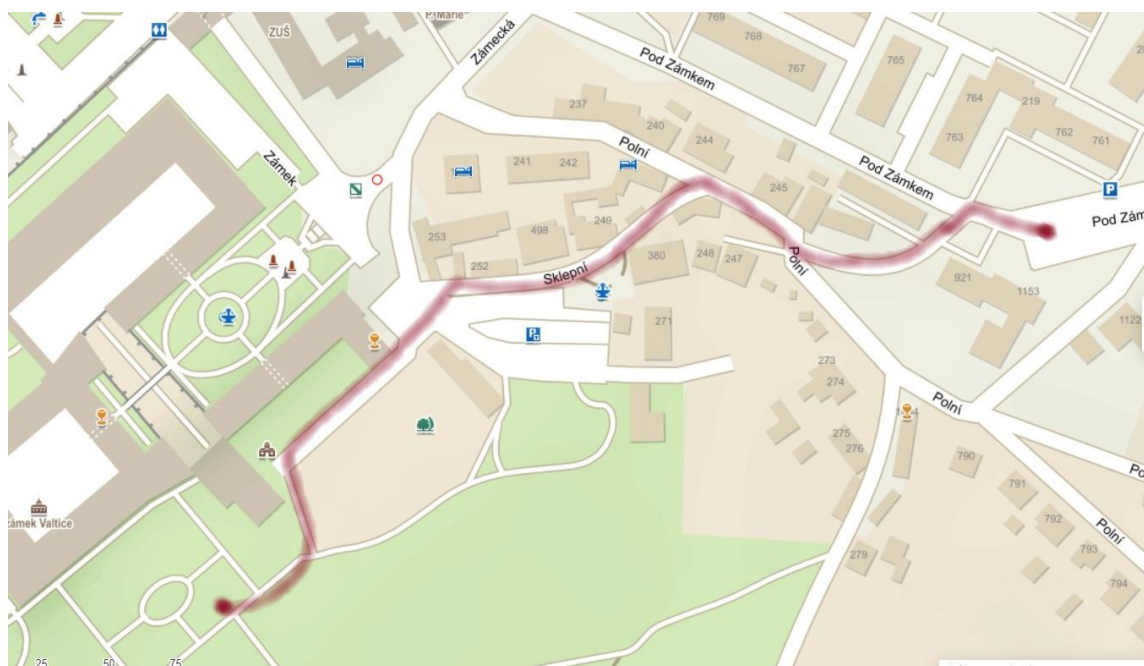 P. Marie
ZUŠ
Zámecká
769
768
767
Pod Zámkem
765
764
763
219
762
761
237
240
244
Polní
Zámek
241
242
245
Pod Zámkem
P
Pod Zám
253
498
249
252
Sklepní
380
248
247
Polní
921
1153
1122
P
271
273
274
275
276
Polní
790
791
792
793
794
Polní
Po
279
zámek Valtice
25
50
75